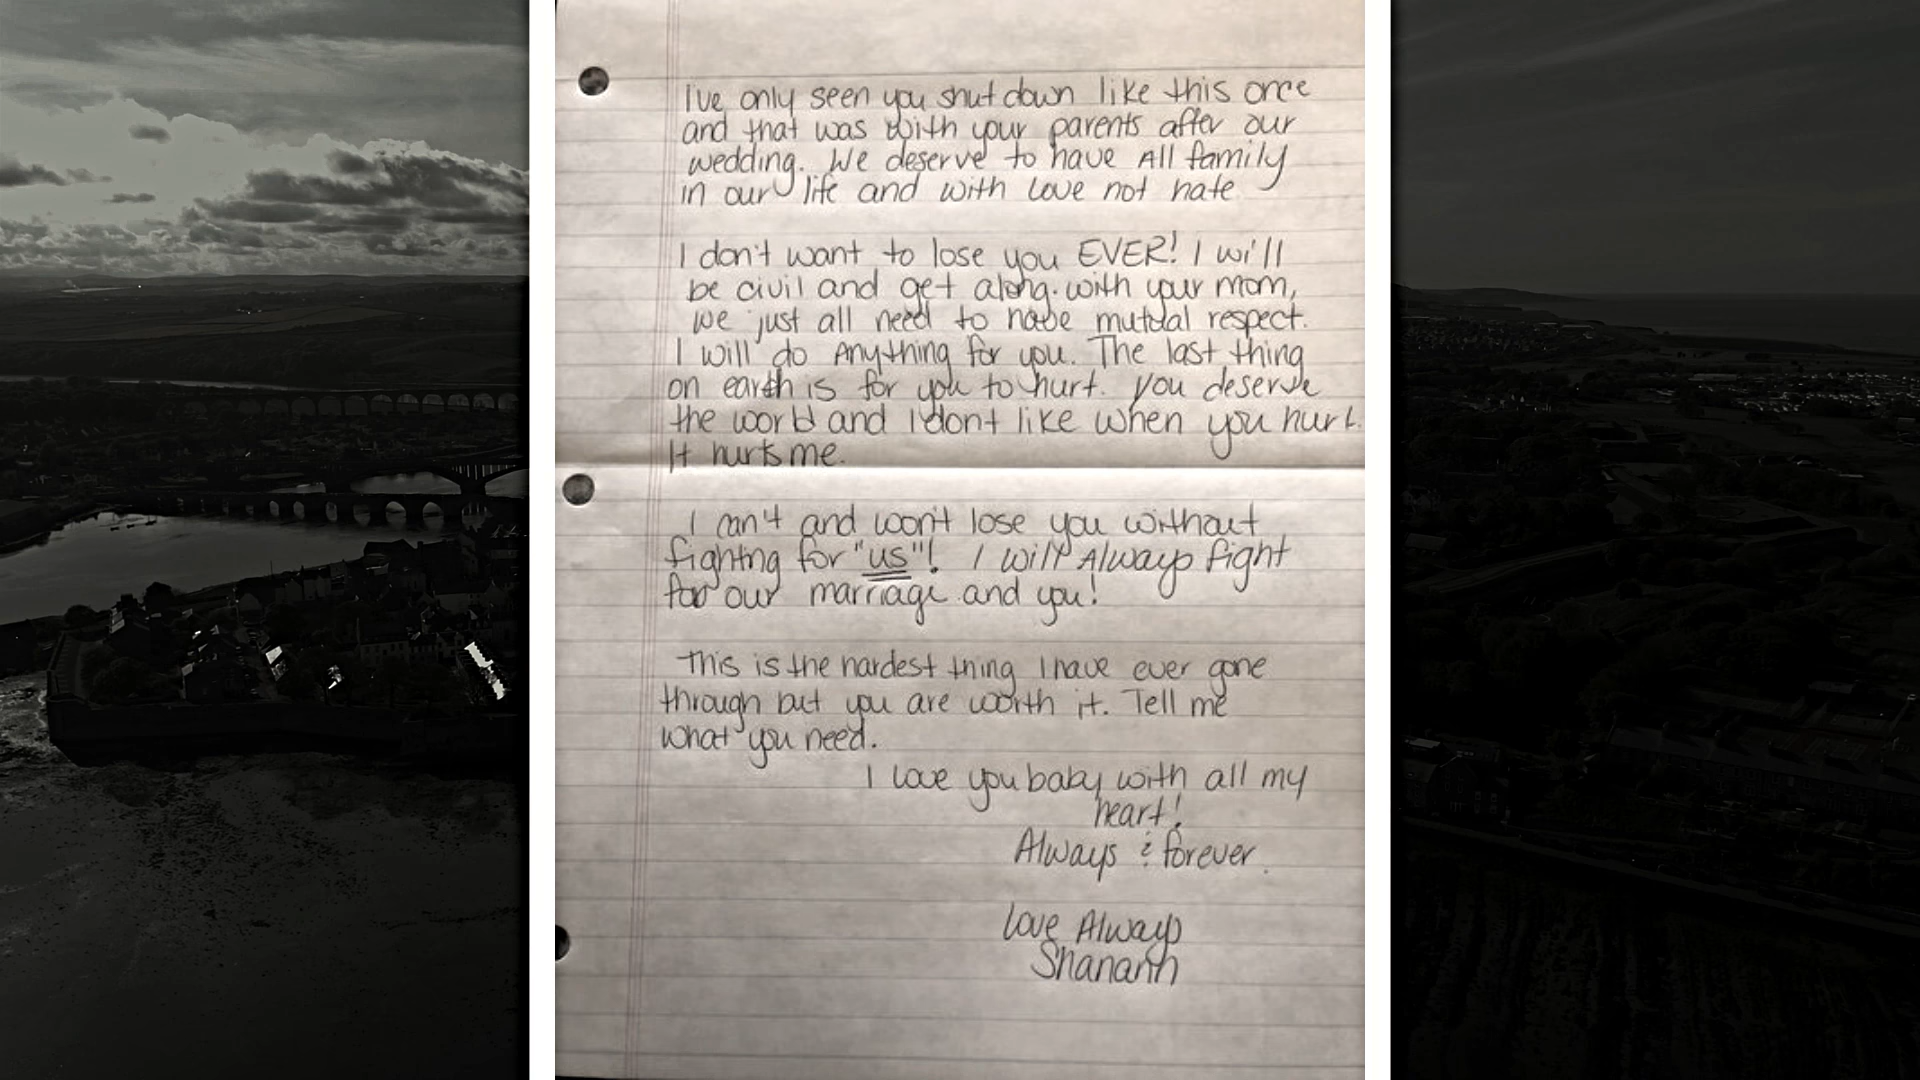 I've only seen you shut down like this once
and that was with your parents after our
wedding. We deserve to have All family
in our life and with love not hate
I don't want to lose you EVER! I will
be civil and get along with your mom,
we just all need to have mutual respect.
I will do Anything for you. The last thing
on earth is for you to hurt. you deserve
the world and I dont like when you hurt.
It hurts me.
I can't and won't lose you without
fighting for "us"! I will Always fight
for our marriage and you!
This is the hardest thing I have ever gone
through but you are worth it. Tell me
what you need.
I love you baby with all my
heart!
Always & forever.
Love Always
Shanann